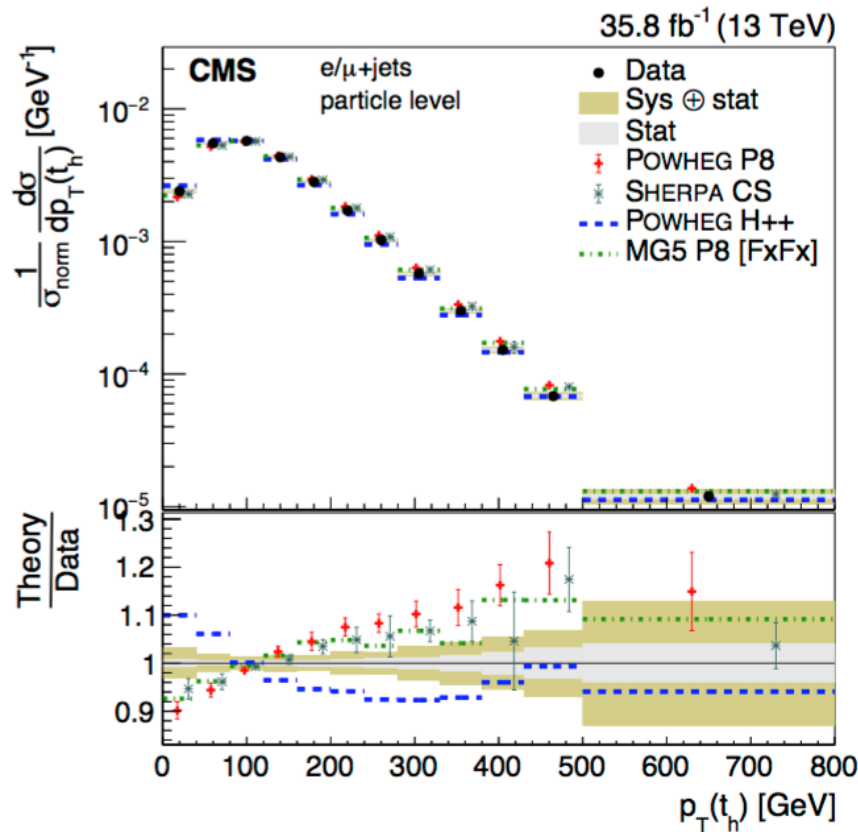 35.8 fb⁻¹ (13 TeV)
CMS
e/μ+jets
particle level
Data
Sys ⊕ stat
Stat
POWHEG P8
SHERPA CS
POWHEG H++
MG5 P8 [FxFx]
1/σnorm dσ/dpT(th) [GeV⁻¹]
10⁻²
10⁻³
10⁻⁴
10⁻⁵
Theory/Data
1.3
1.2
1.1
1
0.9
0 100 200 300 400 500 600 700 800
pT(th) [GeV]